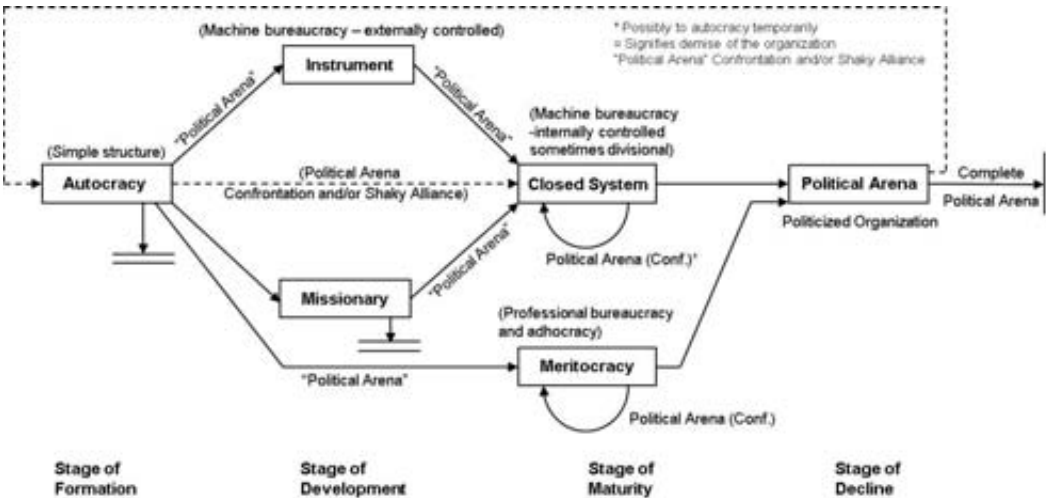 * Possibly to autocracy temporarily
= Signifies demise of the organization
"Political Arena" Confrontation and/or Shaky Alliance
(Machine bureaucracy – externally controlled)
Instrument
"Political Arena"
"Political Arena"
(Machine bureaucracy
-internally controlled
sometimes divisional)
(Simple structure)
Autocracy
(Political Arena
Confrontation and/or Shaky Alliance)
Closed System
Political Arena
Complete
Political Arena
Politicized Organization
"Political Arena"
Political Arena (Conf.)*
Missionary
(Professional bureaucracy
and adhocracy)
Meritocracy
"Political Arena"
Political Arena (Conf.)
Stage of
Formation
Stage of
Development
Stage of
Maturity
Stage of
Decline